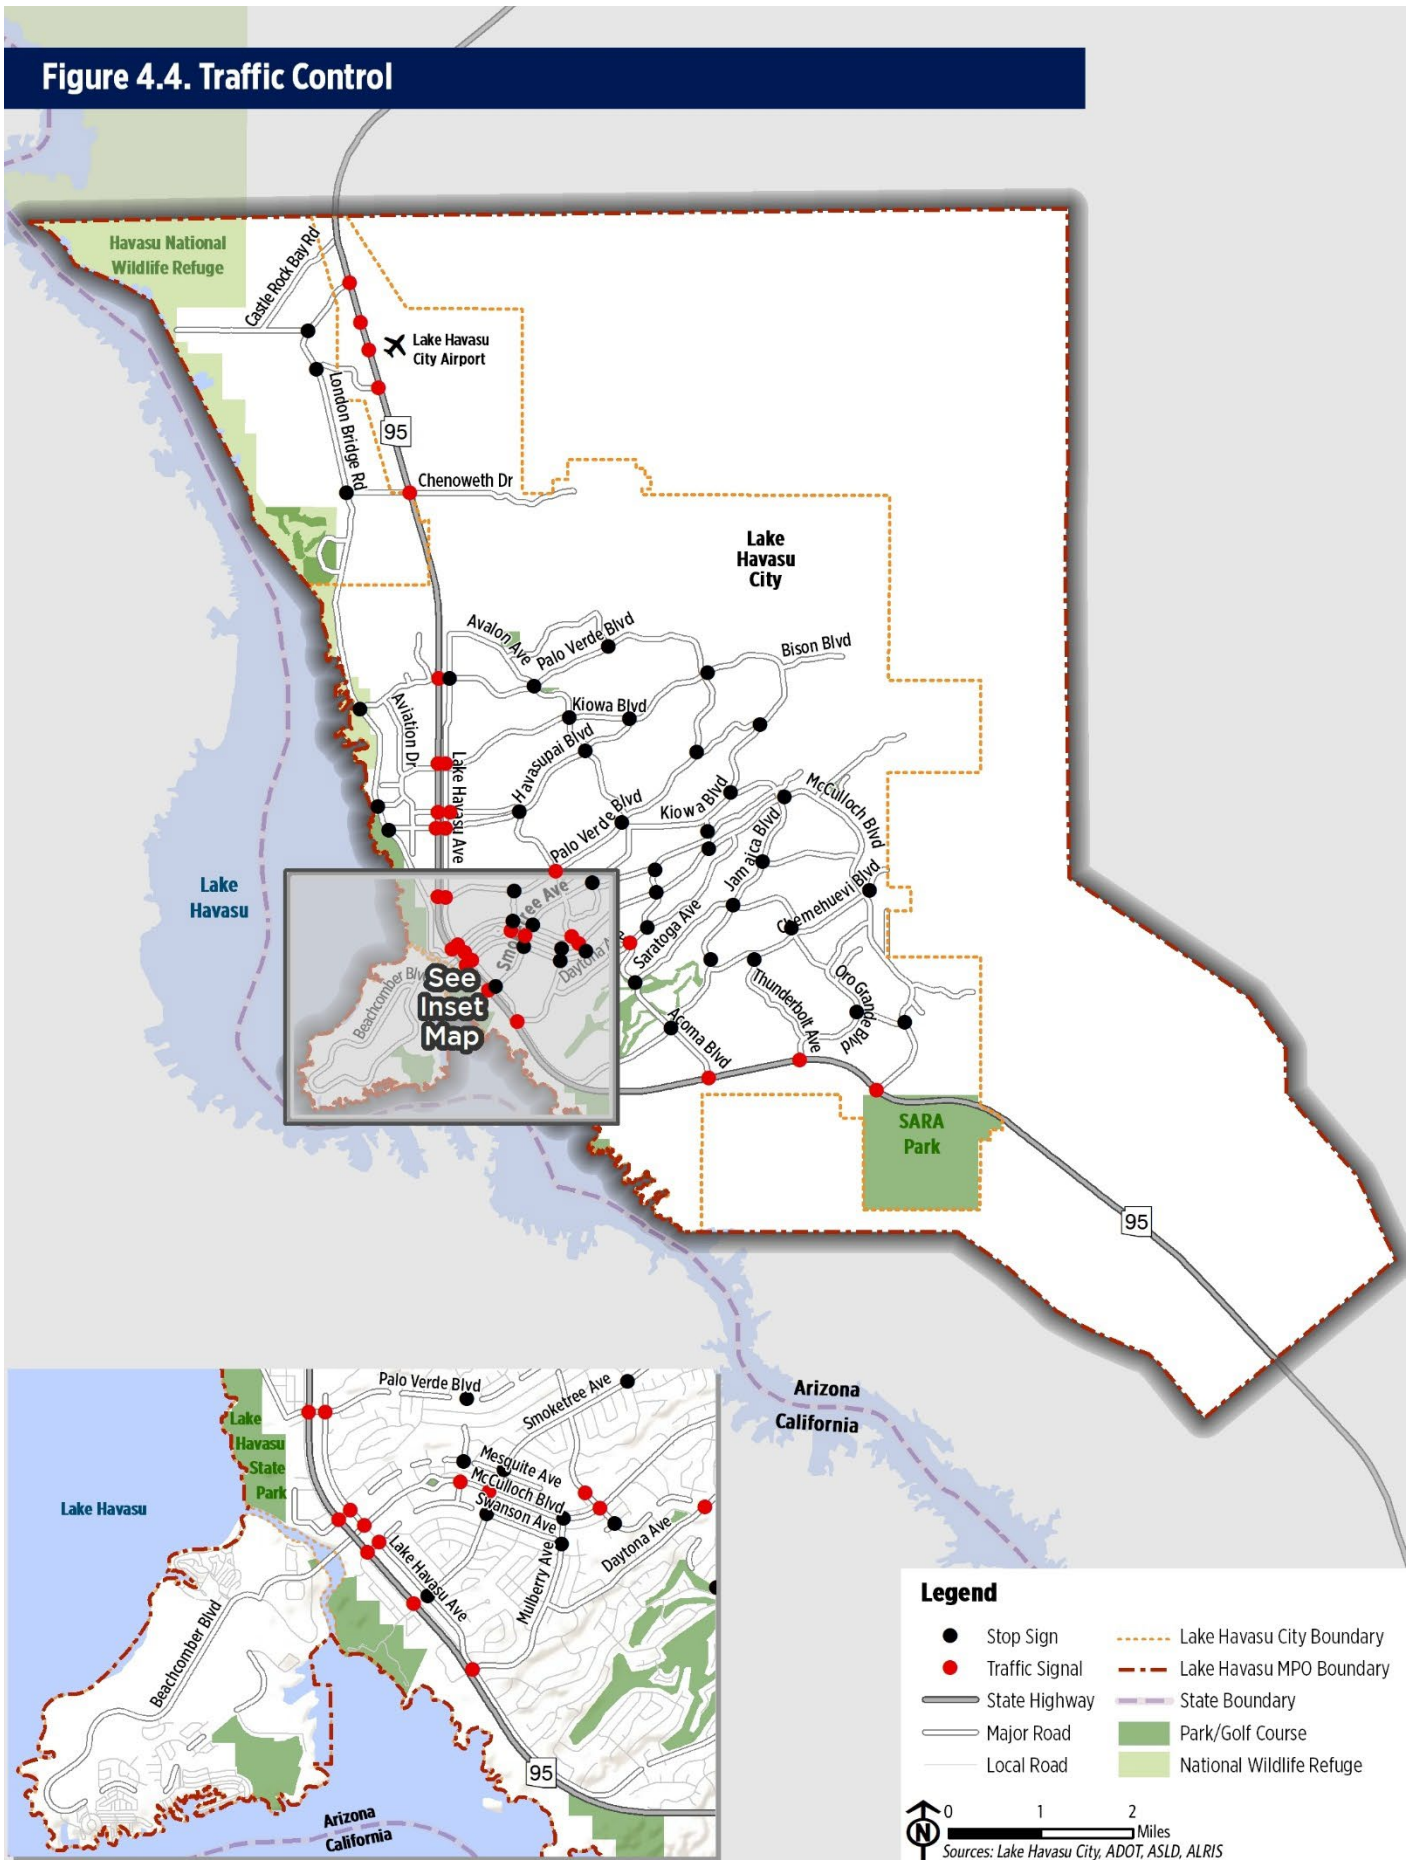 Figure 4.4. Traffic Control
Havasu National
Wildlife Refuge
Castle Rock Bay Rd
Lake Havasu
City Airport
London Bridge Rd
95
Chenoweth Dr
Lake
Havasu
City
Avalon Ave
Palo Verde Blvd
Bison Blvd
Aviation Dr
Kiowa Blvd
Havasupai Blvd
Lake Havasu Ave
McCulloch Blvd
Kiowa Blvd
Palo Verde Blvd
Jamaica Blvd
Chemehuevi Blvd
Lake
Havasu
Smoketree Ave
Saratoga Ave
Daytona Ave
Beachcomber Blvd
See
Inset
Map
Oro Grande Blvd
Thunderbolt Ave
Acoma Blvd
SARA
Park
95
Arizona
California
Palo Verde Blvd
Smoketree Ave
Lake
Havasu
State
Park
Lake Havasu
Mesquite Ave
McCulloch Blvd
Swanson Ave
Daytona Ave
Lake Havasu Ave
Mulberry Ave
Beachcomber Blvd
95
Arizona
California
Legend
Stop Sign
Traffic Signal
State Highway
Major Road
Local Road
Lake Havasu City Boundary
Lake Havasu MPO Boundary
State Boundary
Park/Golf Course
National Wildlife Refuge
N
0 1 2
Miles
Sources: Lake Havasu City, ADOT, ASLD, ALRIS